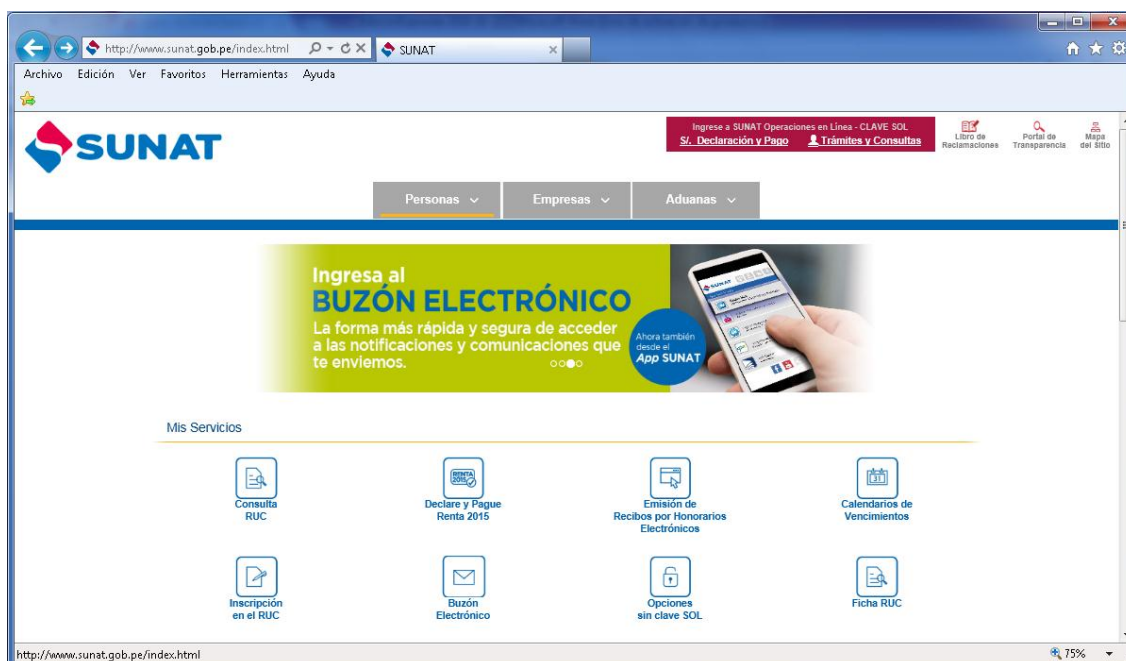 http://www.sunat.gob.pe/index.html
SUNAT
Archivo Edición Ver Favoritos Herramientas Ayuda
SUNAT
Ingrese a SUNAT Operaciones en Línea - CLAVE SOL
S/. Declaración y Pago Trámites y Consultas
Libro de
Reclamaciones
Portal de
Transparencia
Mapa
del Sitio
Personas Empresas Aduanas
Ingresa al
BUZÓN ELECTRÓNICO
La forma más rápida y segura de acceder
a las notificaciones y comunicaciones que
te enviemos.
Ahora también
desde el
App SUNAT
SUNAT
Mis Servicios
Consulta
RUC
RENTA
2015
Declare y Pague
Renta 2015
Emisión de
Recibos por Honorarios
Electrónicos
31
Calendarios de
Vencimientos
Inscripción
en el RUC
Buzón
Electrónico
Opciones
sin clave SOL
Ficha RUC
http://www.sunat.gob.pe/index.html
75%